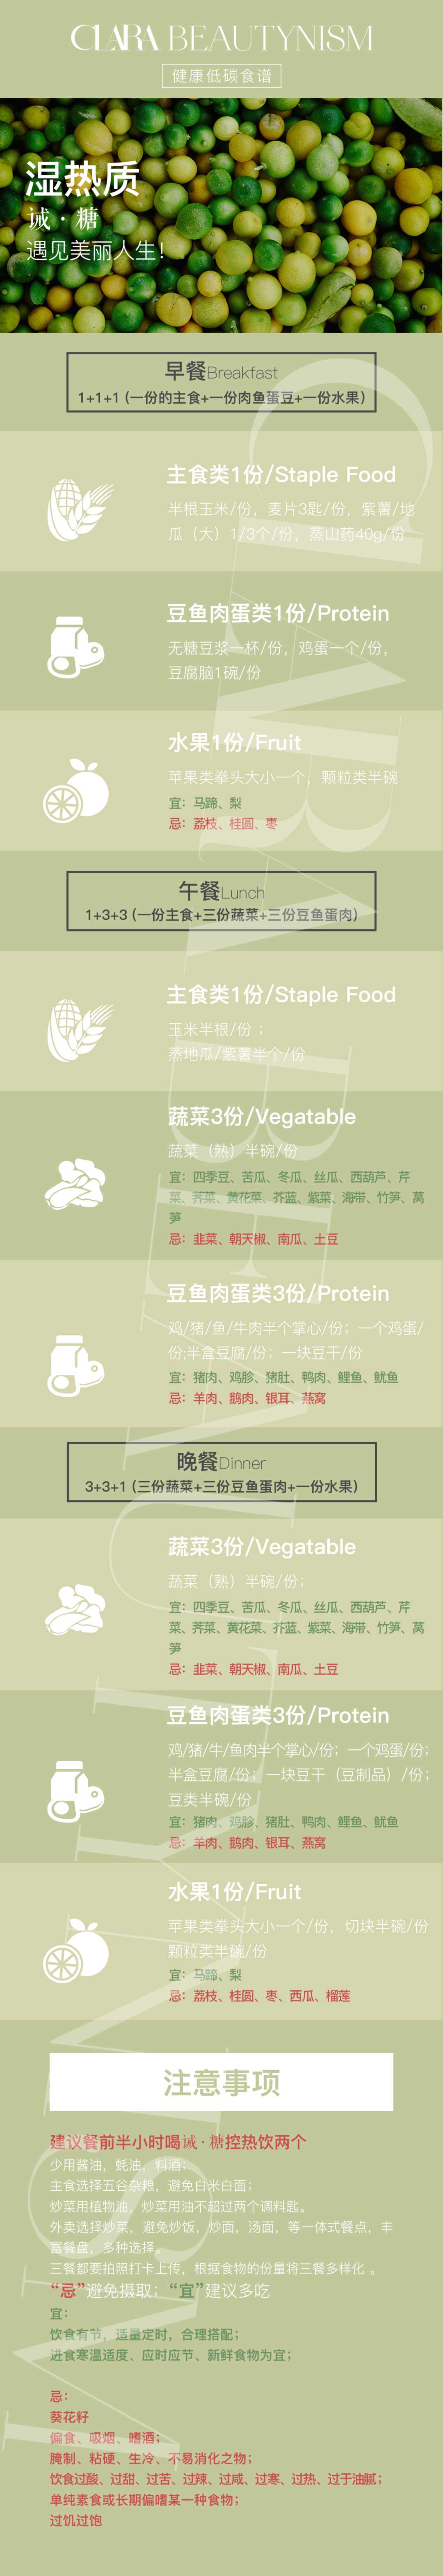 CLARA BEAUTYNISM
健康低碳食谱
湿热质
诫·糖
遇见美丽人生!
早餐Breakfast
1+1+1 (一份的主食+一份肉鱼蛋豆+一份水果)
主食类1份/Staple Food
半根玉米/份，麦片3匙/份，紫薯/地
瓜（大）1/3个/份，蒸山药40g/份
豆鱼肉蛋类1份/Protein
无糖豆浆一杯/份，鸡蛋一个/份，
豆腐脑1碗/份
水果1份/Fruit
苹果类拳头大小一个，颗粒类半碗
宜：马蹄、梨
忌：荔枝、桂圆、枣
午餐Lunch
1+3+3 (一份主食+三份蔬菜+三份豆鱼蛋肉)
主食类1份/Staple Food
玉米半根/份；
蒸地瓜/紫薯半个/份
蔬菜3份/Vegatable
蔬菜（熟）半碗/份
宜：四季豆、苦瓜、冬瓜、丝瓜、西葫芦、芹
菜、荠菜、黄花菜、芥蓝、紫菜、海带、竹笋、莴
笋
忌：韭菜、朝天椒、南瓜、土豆
豆鱼肉蛋类3份/Protein
鸡/猪/鱼/牛肉半个掌心/份；一个鸡蛋/
份;半盒豆腐/份；一块豆干/份
宜：猪肉、鸡胗、猪肚、鸭肉、鲤鱼、鱿鱼
忌：羊肉、鹅肉、银耳、燕窝
晚餐Dinner
3+3+1 (三份蔬菜+三份豆鱼蛋肉+一份水果)
蔬菜3份/Vegatable
蔬菜（熟）半碗/份；
宜：四季豆、苦瓜、冬瓜、丝瓜、西葫芦、芹
菜、荠菜、黄花菜、芥蓝、紫菜、海带、竹笋、莴
笋
忌：韭菜、朝天椒、南瓜、土豆
豆鱼肉蛋类3份/Protein
鸡/猪/牛/鱼肉半个掌心/份；一个鸡蛋/份；
半盒豆腐/份；一块豆干（豆制品）/份；
豆类半碗/份
宜：猪肉、鸡胗、猪肚、鸭肉、鲤鱼、鱿鱼
忌：羊肉、鹅肉、银耳、燕窝
水果1份/Fruit
苹果类拳头大小一个/份，切块半碗/份
颗粒类半碗/份
宜：马蹄、梨
忌：荔枝、桂圆、枣、西瓜、榴莲
注意事项
建议餐前半小时喝诫·糖控热饮两个
少用酱油，蚝油，料酒；
主食选择五谷杂粮，避免白米白面；
炒菜用植物油，炒菜用油不超过两个调料匙。
外卖选择炒菜，避免炒饭，炒面，汤面，等一体式餐点，丰
富餐盘，多种选择。
三餐都要拍照打卡上传，根据食物的份量将三餐多样化 。
“忌”避免摄取；“宜”建议多吃
宜：
饮食有节，适量定时，合理搭配；
进食寒温适度、应时应节、新鲜食物为宜；
忌：
葵花籽
偏食、吸烟、嗜酒；
腌制、粘硬、生冷、不易消化之物；
饮食过酸、过甜、过苦、过辣、过咸、过寒、过热、过于油腻；
单纯素食或长期偏嗜某一种食物；
过饥过饱